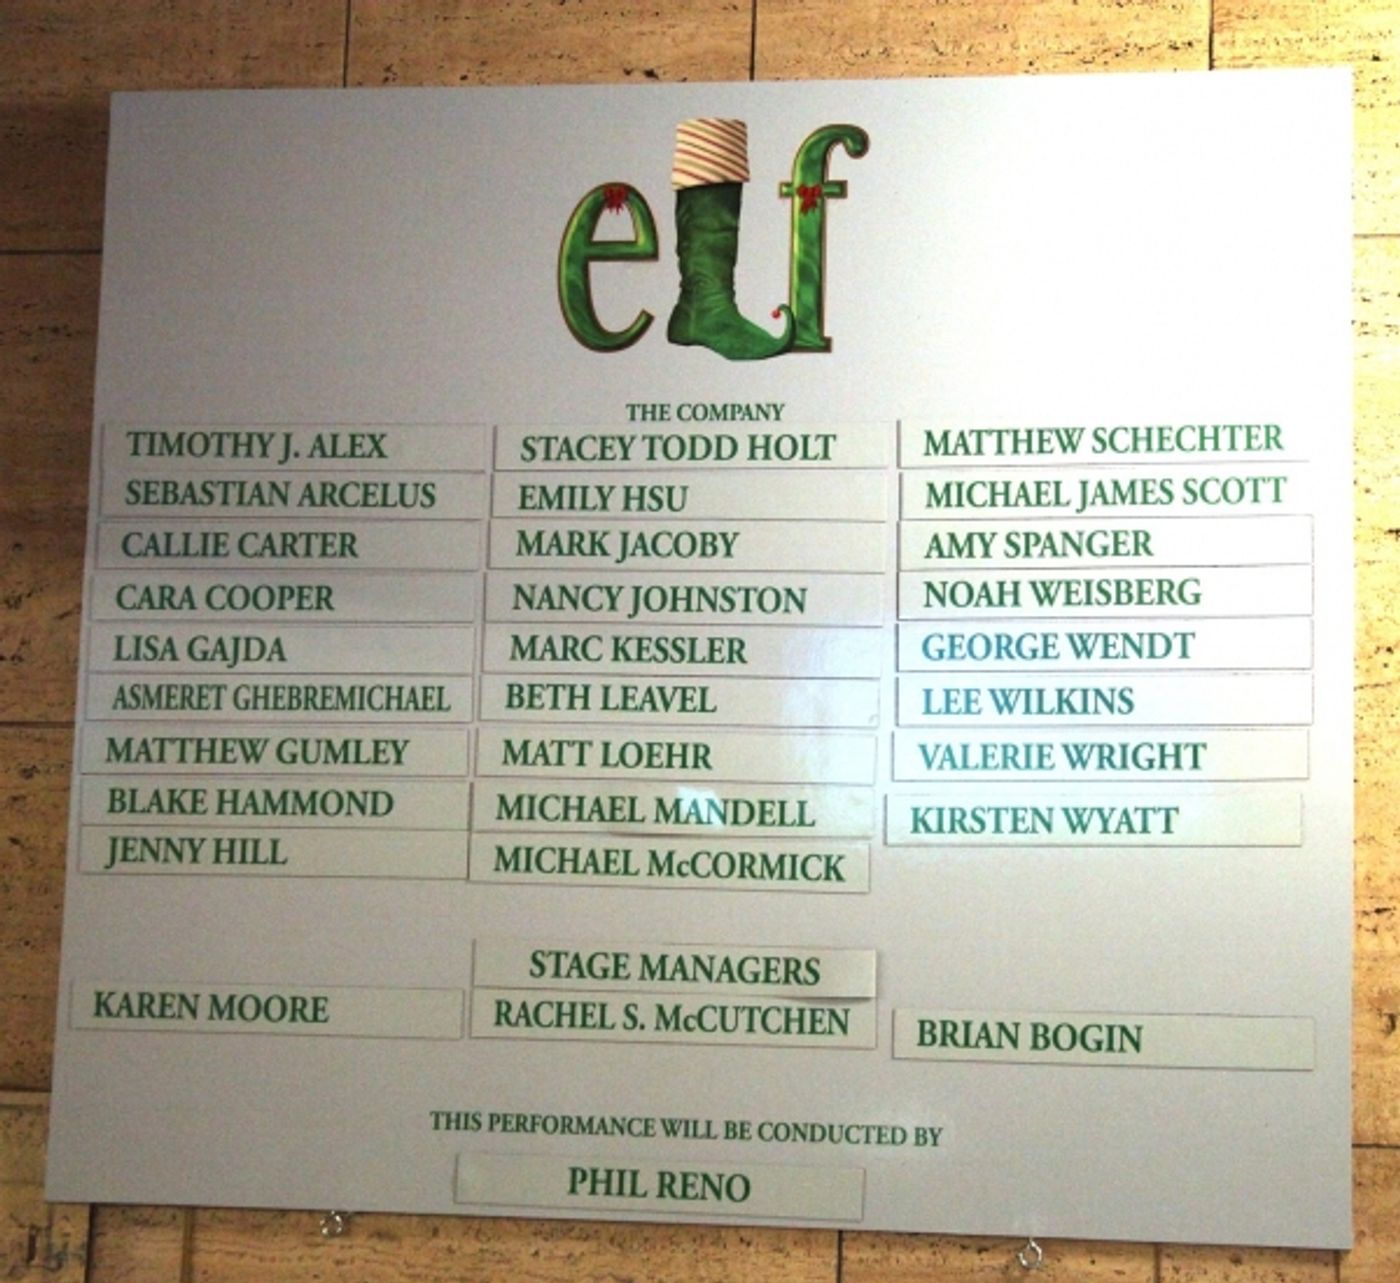 elf
THE COMPANY
TIMOTHY J. ALEX
SEBASTIAN ARCELUS
CALLIE CARTER
CARA COOPER
LISA GAJDA
ASMERET GHEBREMICHAEL
MATTHEW GUMLEY
BLAKE HAMMOND
JENNY HILL
STACEY TODD HOLT
EMILY HSU
MARK JACOBY
NANCY JOHNSTON
MARC KESSLER
BETH LEAVEL
MATT LOEHR
MICHAEL MANDELL
MICHAEL McCORMICK
MATTHEW SCHECHTER
MICHAEL JAMES SCOTT
AMY SPANGER
NOAH WEISBERG
GEORGE WENDT
LEE WILKINS
VALERIE WRIGHT
KIRSTEN WYATT
STAGE MANAGERS
KAREN MOORE
RACHEL S. McCUTCHEN
BRIAN BOGIN
THIS PERFORMANCE WILL BE CONDUCTED BY
PHIL RENO